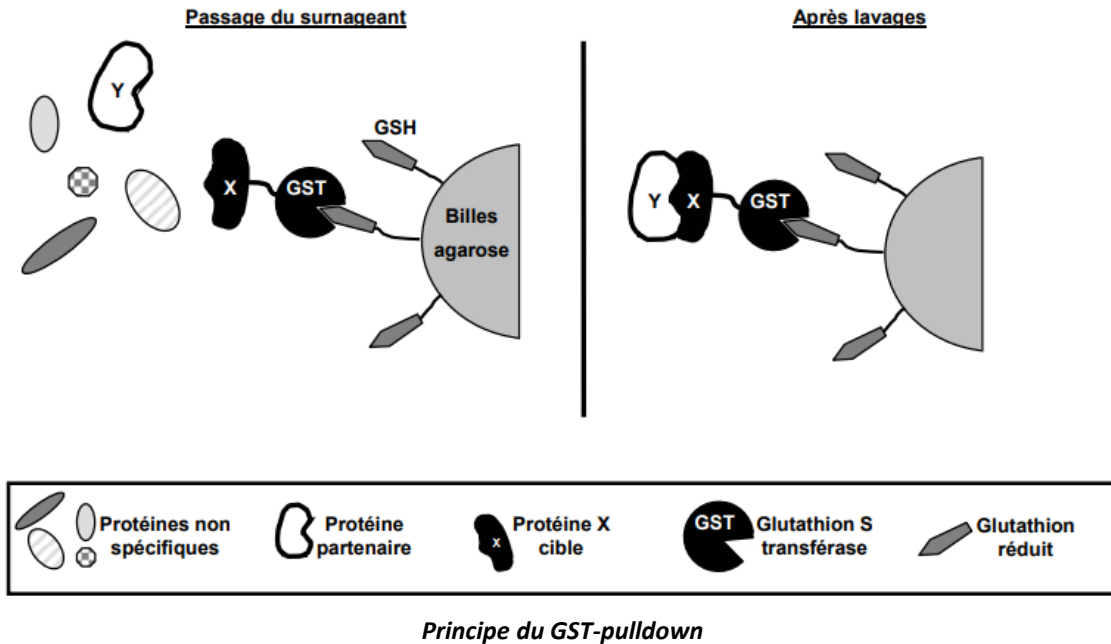 Passage du surnageant
Après lavages
Y
GSH
X
GST
Billes
agarose
Y
X
GST
Protéines non
spécifiques
Protéine
partenaire
X
Protéine X
cible
GST
Glutathion S
transférase
Glutathion
réduit
Principe du GST-pulldown